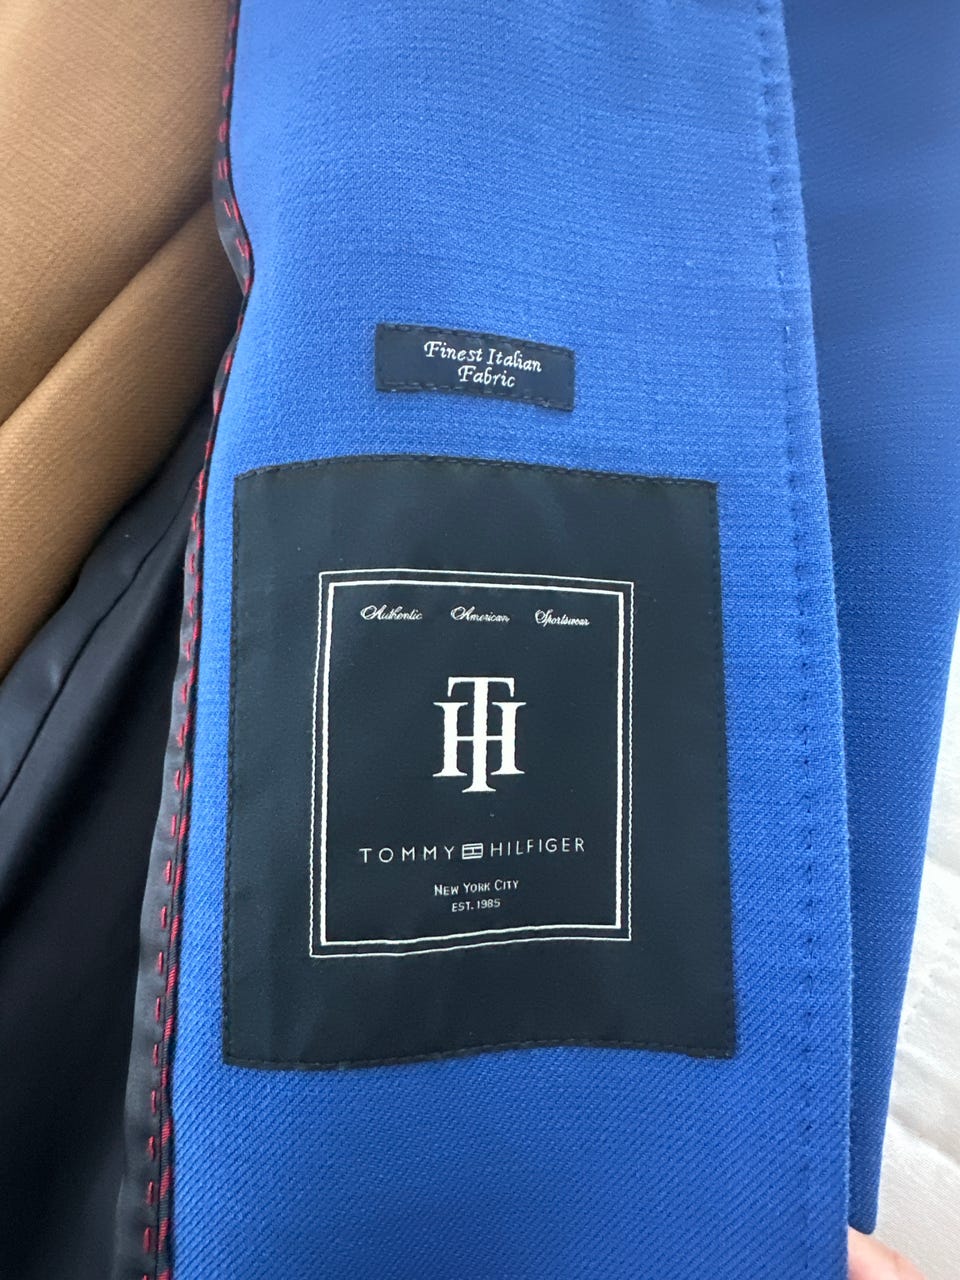 Finest Italian
Fabric
Authentic American Sportswear
TH
TOMMY HILFIGER
NEW YORK CITY
EST. 1985